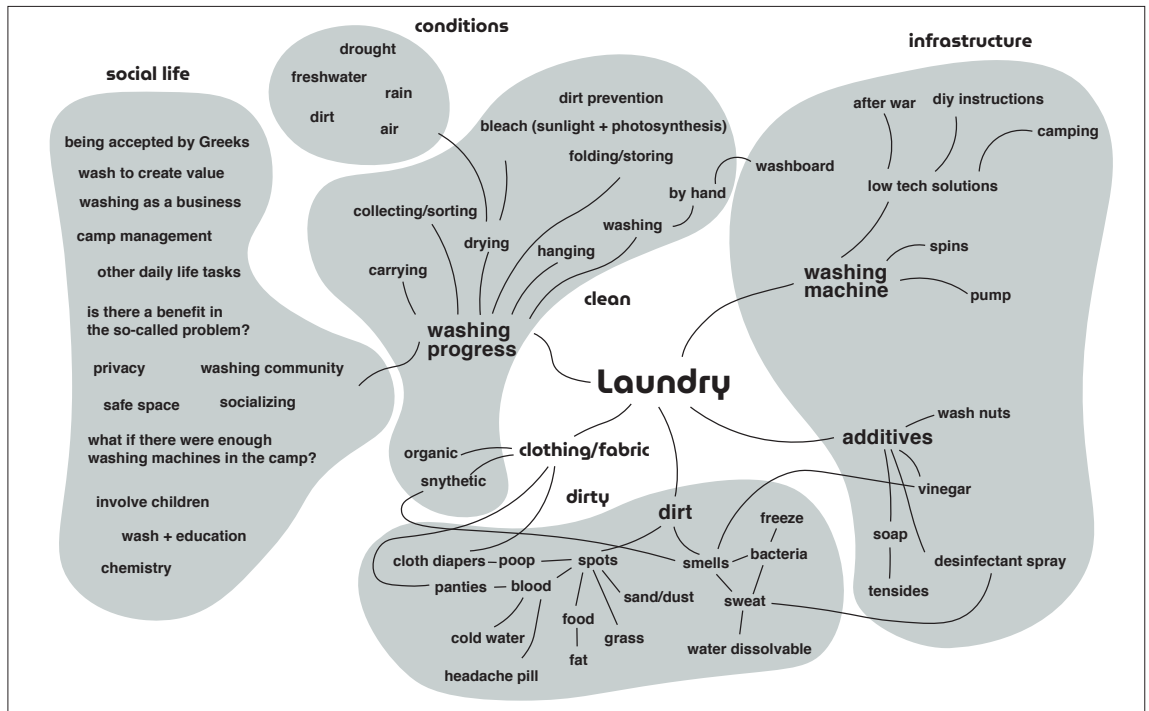 conditions
drought
freshwater
rain
dirt
air
social life
being accepted by Greeks
wash to create value
washing as a business
camp management
other daily life tasks
is there a benefit in
the so-called problem?
privacy
washing community
safe space
socializing
what if there were enough
washing machines in the camp?
involve children
wash + education
chemistry
dirt prevention
bleach (sunlight + photosynthesis)
folding/storing
by hand
washboard
collecting/sorting
washing
drying
hanging
carrying
clean
washing
progress
Laundry
infrastructure
after war
diy instructions
camping
low tech solutions
spins
washing
machine
pump
wash nuts
additives
vinegar
soap
desinfectant spray
tensides
organic
clothing/fabric
snythetic
dirty
dirt
freeze
cloth diapers
poop
spots
smells
bacteria
panties
blood
sand/dust
sweat
food
cold water
grass
water dissolvable
fat
headache pill